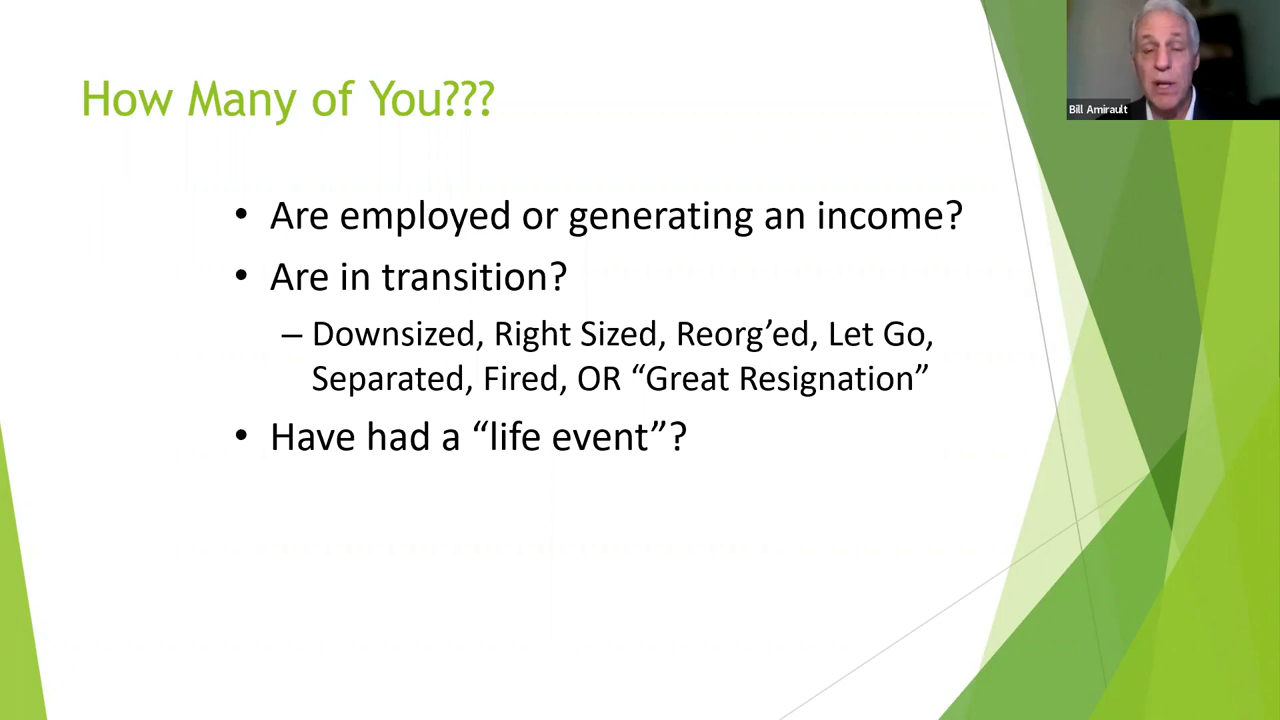 How Many of You???
Bill Amirault
• Are employed or generating an income?
• Are in transition?
– Downsized, Right Sized, Reorg’ed, Let Go,
Separated, Fired, OR “Great Resignation”
• Have had a “life event”?